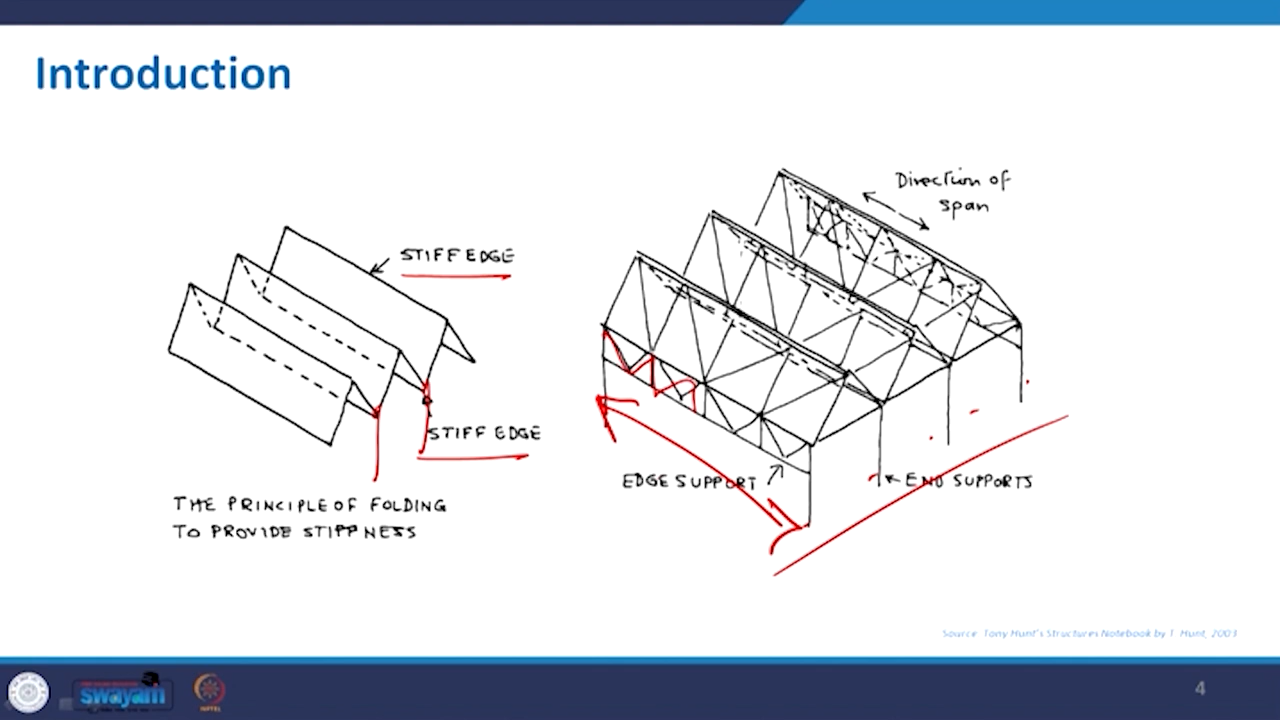 Introduction
STIFF EDGE
STIFF EDGE
THE PRINCIPLE OF FOLDING
TO PROVIDE STIFFNESS
Direction of
span
EDGE SUPPORT
END SUPPORTS
Source: Tony Hunt's Structures Notebook by T. Hunt, 2003
swayam
4